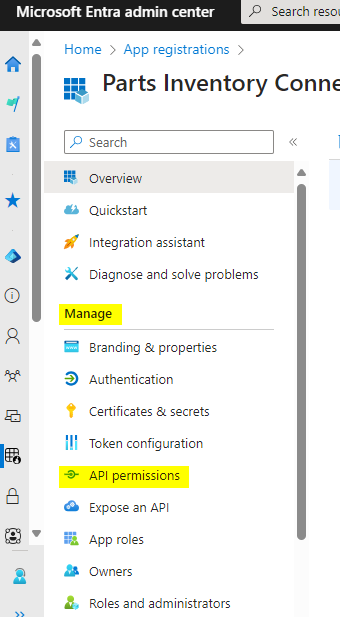 Microsoft Entra admin center
Search resou
Home > App registrations >
Parts Inventory Conne
Search
Overview
Quickstart
Integration assistant
Diagnose and solve problems
Manage
Branding & properties
Authentication
Certificates & secrets
Token configuration
API permissions
Expose an API
App roles
Owners
Roles and administrators